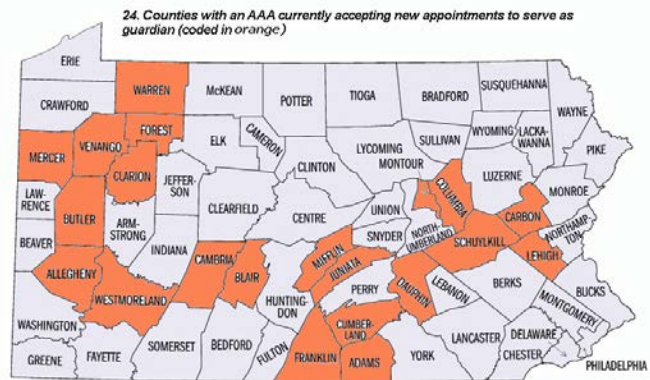 24. Counties with an AAA currently accepting new appointments to serve as
guardian (coded in orange)
ERIE
WARREN
McKEAN
POTTER
TIOGA
BRADFORD
SUSQUEHANNA
CRAWFORD
WAYNE
FOREST
ELK
CAMERON
LYCOMING
SULLIVAN
WYOMING
LACKA-
WANNA
PIKE
MERCER
VENANGO
CLARION
JEFFER-
SON
CLINTON
MONTOUR
COLUMBIA
LUZERNE
MONROE
LAW-
RENCE
BUTLER
ARM-
STRONG
CLEARFIELD
CENTRE
UNION
SNYDER
NORTH-
UMBERLAND
SCHUYLKILL
CARBON
NORTHAMP-
TON
BEAVER
INDIANA
CAMBRIA
BLAIR
MIFFLIN
JUNIATA
LEHIGH
ALLEGHENY
WESTMORELAND
HUNTING-
DON
PERRY
DAUPHIN
LEBANON
BERKS
MONTGOMERY
BUCKS
WASHINGTON
CUMBER-
LAND
LANCASTER
DELAWARE
CHESTER
PHILADELPHIA
GREENE
FAYETTE
SOMERSET
BEDFORD
FULTON
FRANKLIN
ADAMS
YORK